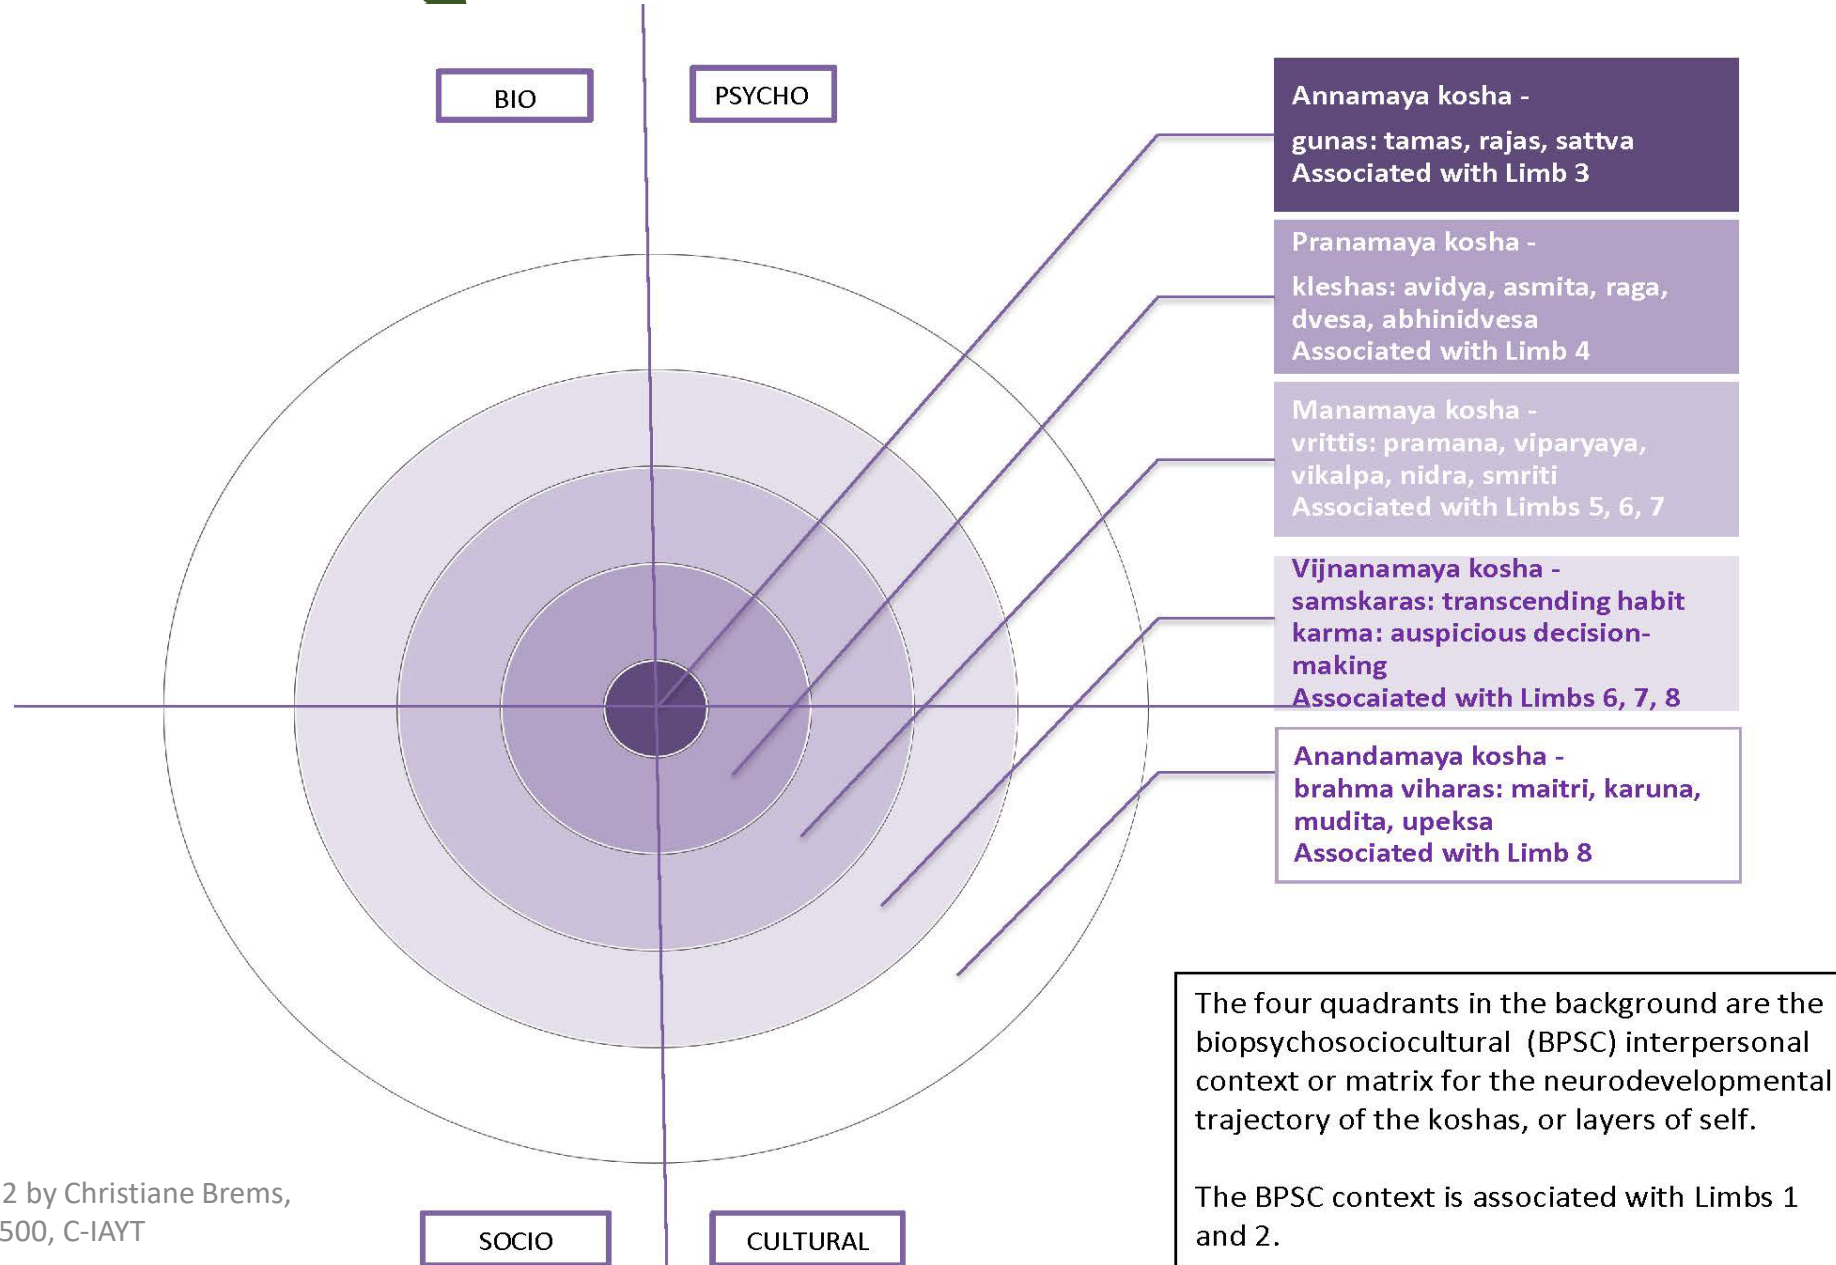 BIO
PSYCHO
Annamaya kosha -
gunas: tamas, rajas, sattva
Associated with Limb 3
Pranamaya kosha -
kleshas: avidya, asmita, raga,
dvesa, abhinidvesa
Associated with Limb 4
Manamaya kosha -
vrittis: pramana, viparyaya,
vikalpa, nidra, smriti
Associated with Limbs 5, 6, 7
Vijnanamaya kosha -
samskaras: transcending habit
karma: auspicious decision-
making
Assocaiated with Limbs 6, 7, 8
Anandamaya kosha -
brahma viharas: maitri, karuna,
mudita, upeksa
Associated with Limb 8
The four quadrants in the background are the
biopsychosociocultural (BPSC) interpersonal
context or matrix for the neurodevelopmental
trajectory of the koshas, or layers of self.
The BPSC context is associated with Limbs 1
and 2.
2 by Christiane Brems,
500, C-IAYT
SOCIO
CULTURAL